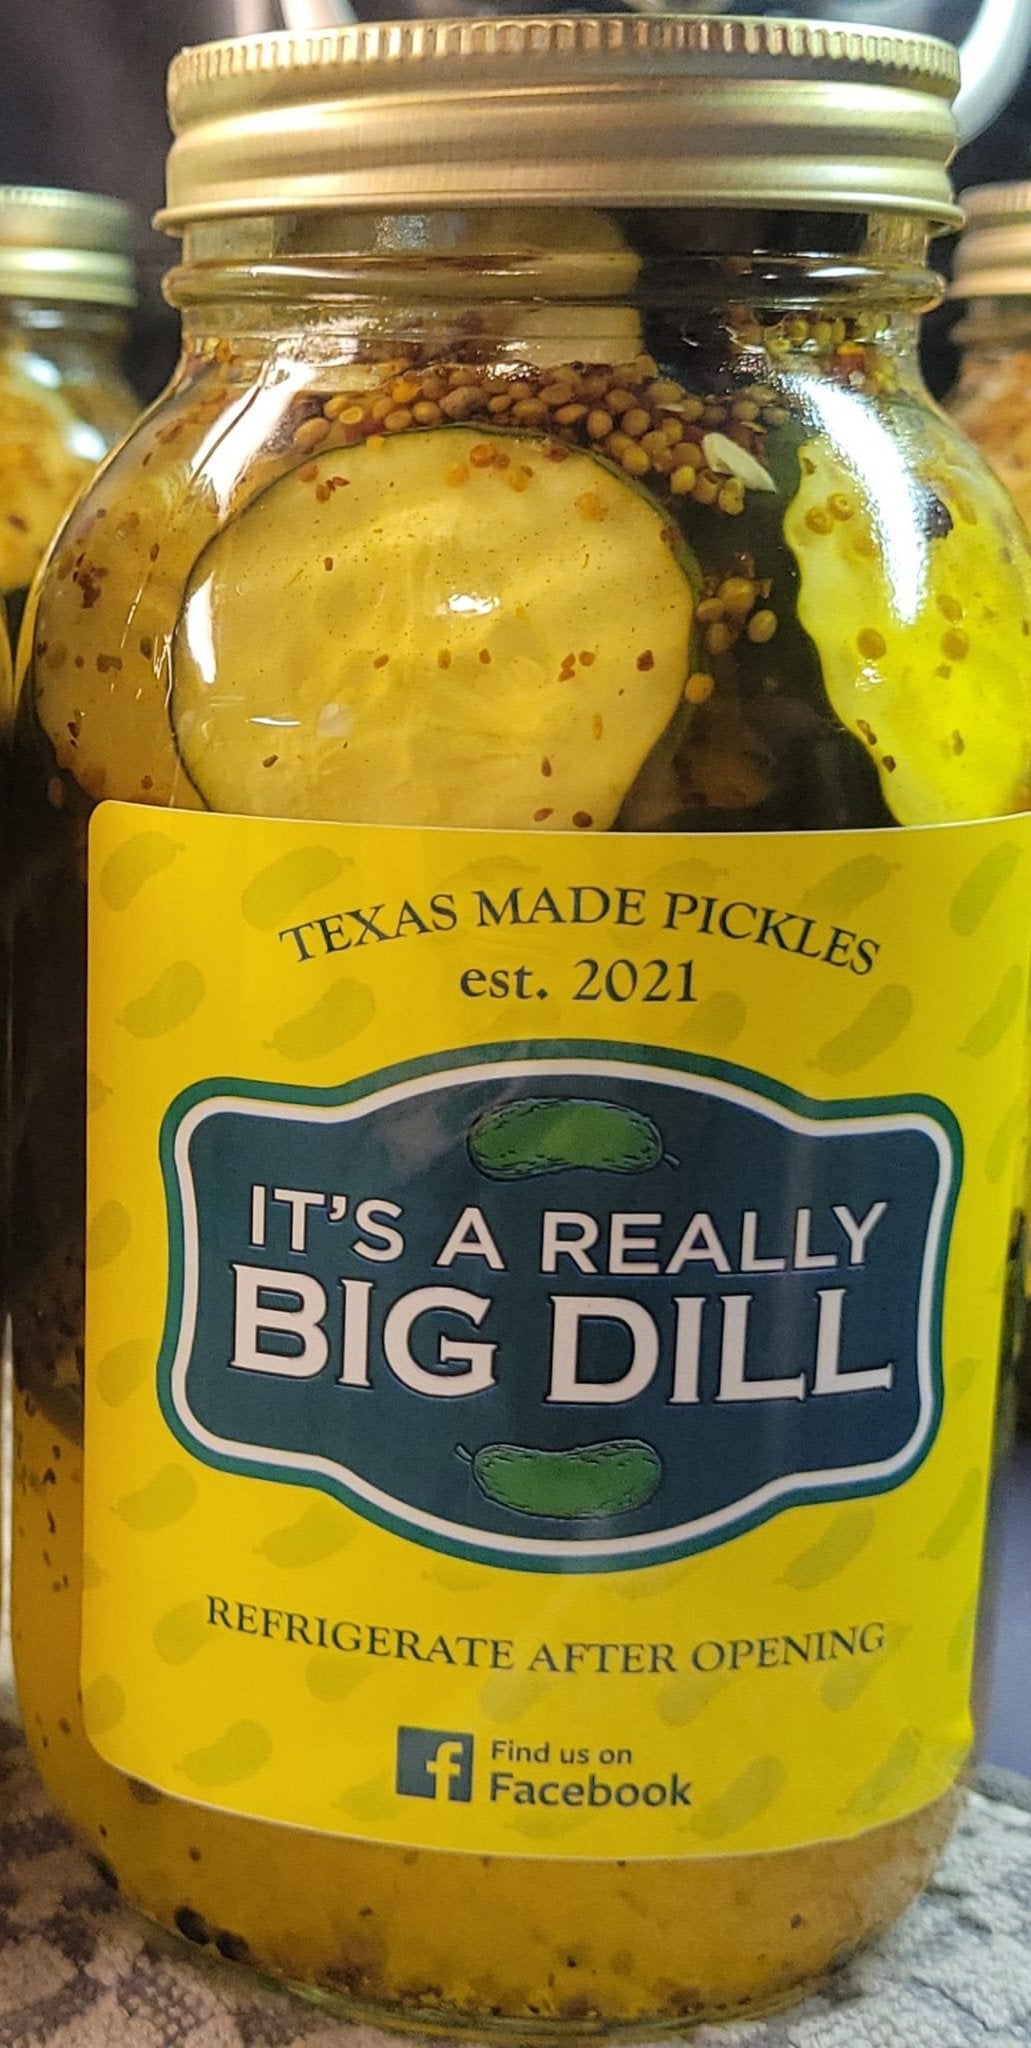 TEXAS MADE PICKLES
est. 2021
IT'S A REALLY
BIG DILL
REFRIGERATE AFTER OPENING
f Find us on
Facebook